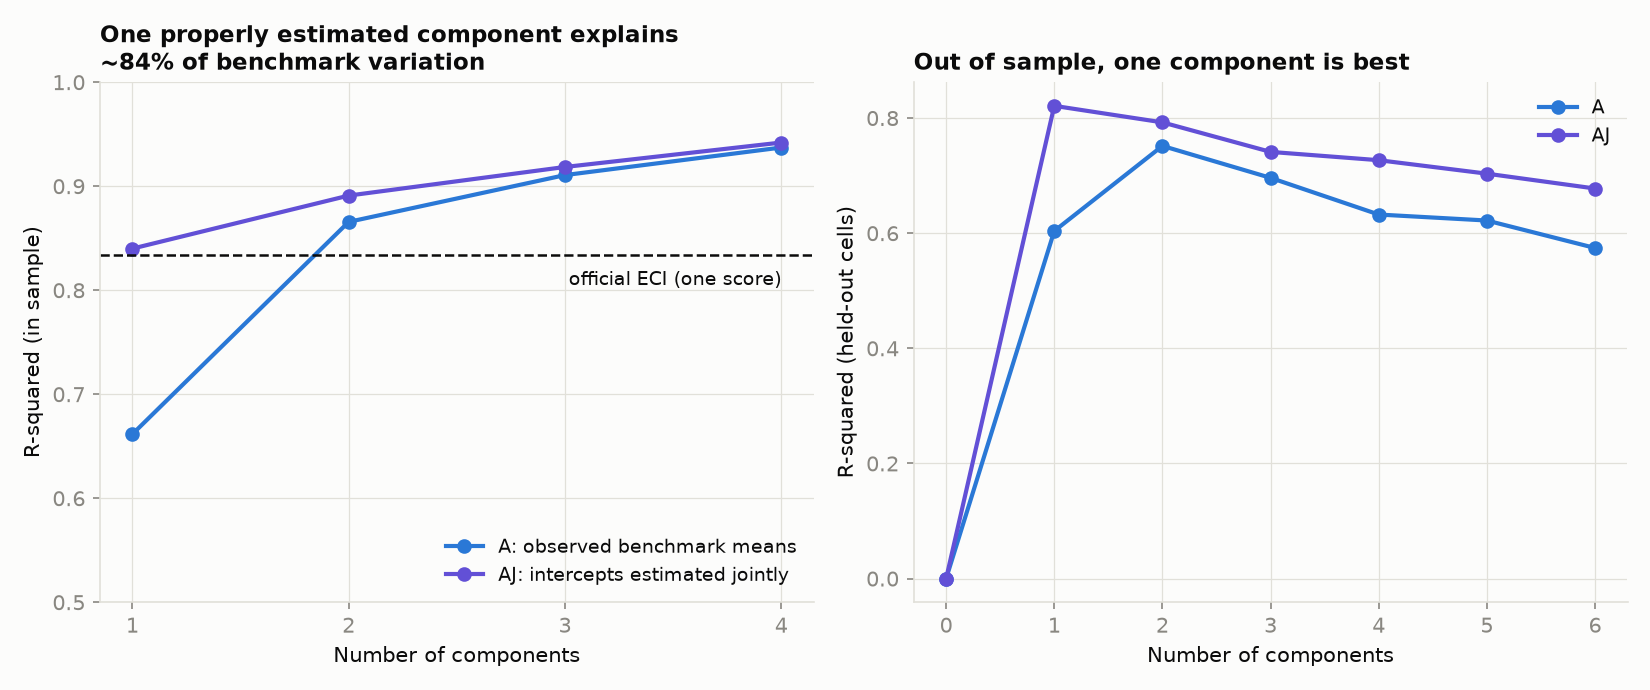 One properly estimated component explains
~84% of benchmark variation
R-squared (in sample)
1.0
0.9
0.8
0.7
0.6
0.5
official ECI (one score)
A: observed benchmark means
AJ: intercepts estimated jointly
1
2
3
4
Number of components
Out of sample, one component is best
R-squared (held-out cells)
0.8
0.6
0.4
0.2
0.0
A
AJ
0
1
2
3
4
5
6
Number of components